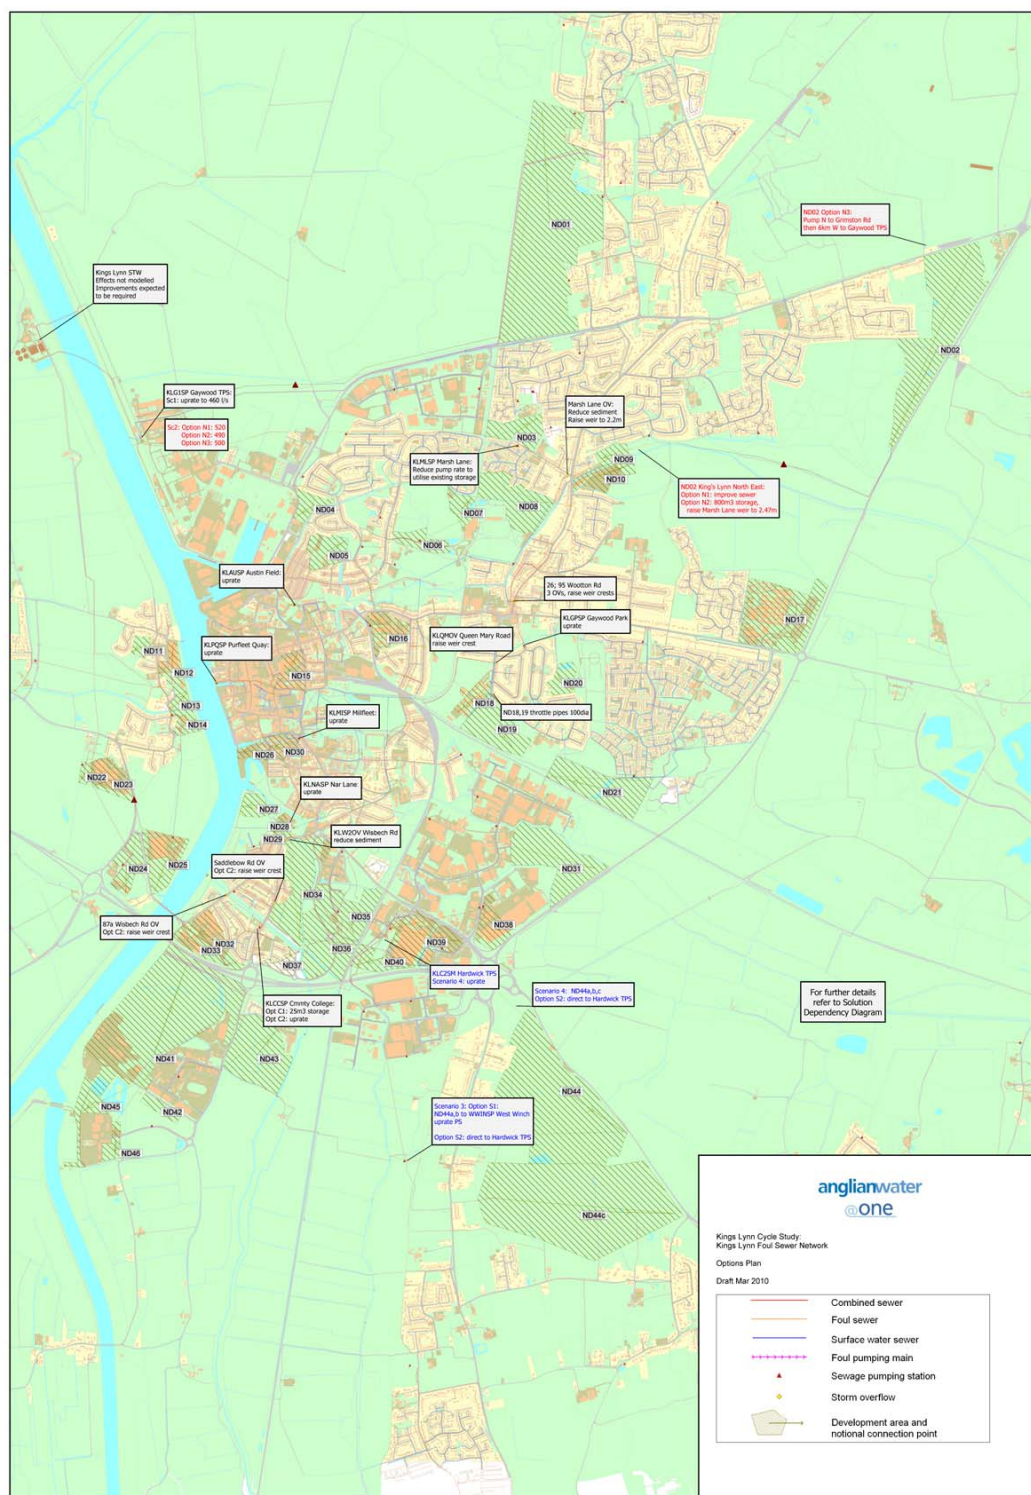 ND01
ND02 Option N3:
Pump N to Grimston Rd
then 6km W to Gaywood TPS
Kings Lynn STW
Effects not modelled
Improvements expected
to be required
ND02
KLG1SP Gaywood TPS:
Sc1: uprate to 460 l/s
Sc2: Option N1: 520
Option N2: 490
Option N3: 500
Marsh Lane OV:
Reduce sediment
Raise weir to 2.2m
ND03
KLMLSP Marsh Lane:
Reduce pump rate to
utilise existing storage
ND09
ND10
ND02 King's Lynn North East:
Option N1: improve sewer
Option N2: 800m3 storage,
raise Marsh Lane weir to 2.47m
ND04
ND07
ND08
ND06
ND05
KLAUSP Austin Field:
uprate
26; 95 Wootton Rd
3 OVs, raise weir crests
KLGPSP Gaywood Park
uprate
KLQMOV Queen Mary Road
raise weir crest
ND16
ND17
KLPQSP Purfleet Quay:
uprate
ND11
ND12
ND13
ND14
ND15
ND20
ND18
ND18,19 throttle pipes 100dia
ND19
KLMISP Millfleet:
uprate
ND26
ND30
ND22
ND23
ND21
KLNASP Nar Lane:
uprate
ND27
ND28
ND29
KLW2OV Wisbech Rd
reduce sediment
Saddlebow Rd OV
Opt C2: raise weir crest
ND24
ND25
ND31
ND34
ND35
87a Wisbech Rd OV
Opt C2: raise weir crest
ND32
ND33
ND36
ND37
ND38
ND39
ND40
KLC2SM Hardwick TPS
Scenario 4: uprate
Scenario 4: ND44a,b,c
Option S2: direct to Hardwick TPS
For further details
refer to Solution
Dependency Diagram
KLCCSP Cmnty College:
Opt C1: 25m3 storage
Opt C2: uprate
ND41
ND43
ND44
ND45
ND42
ND46
Scenario 3: Option S1:
ND44a,b to WWINSP West Winch
uprate PS
Option S2: direct to Hardwick TPS
ND44c
anglianwater
@one
Kings Lynn Cycle Study:
Kings Lynn Foul Sewer Network
Options Plan
Draft Mar 2010
Combined sewer
Foul sewer
Surface water sewer
Foul pumping main
Sewage pumping station
Storm overflow
Development area and
notional connection point